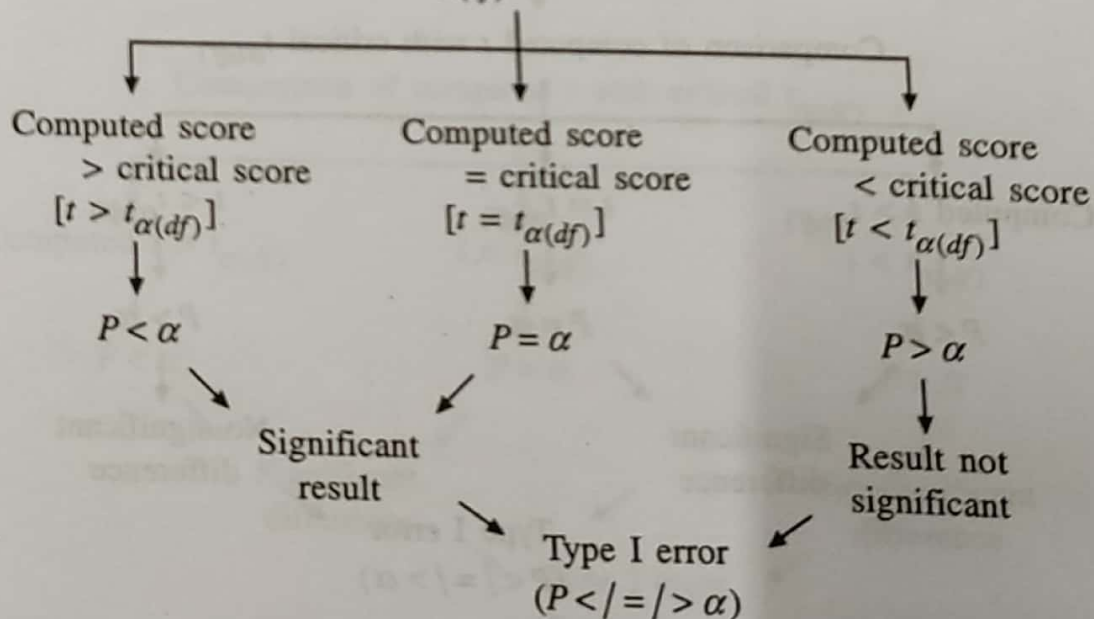 Computed score
> critical score
[t > tα(df)]
P < α
Computed score
= critical score
[t = tα(df)]
P = α
Computed score
< critical score
[t < tα(df)]
P > α
Significant
result
Result not
significant
Type I error
(P < / = / > α)